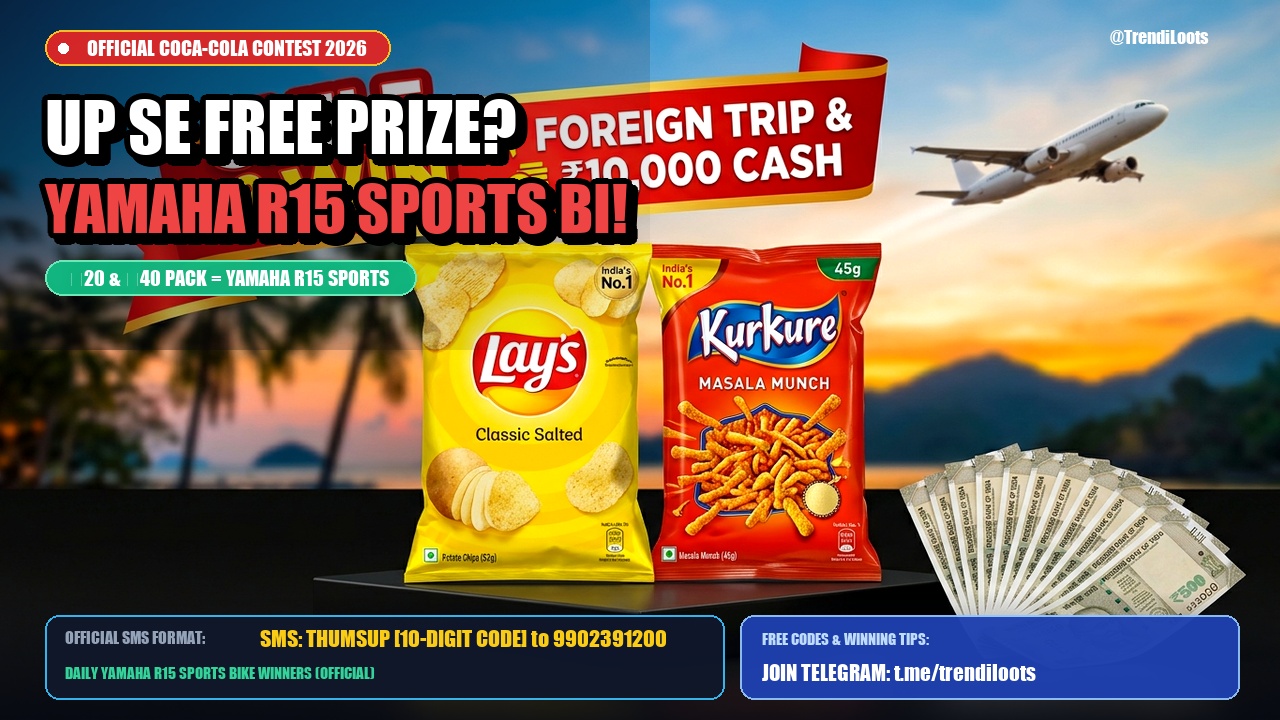 OFFICIAL COCA-COLA CONTEST 2026
@TrendiLoots
UP SE FREE PRIZE?
FOREIGN TRIP &
₹10,000 CASH
YAMAHA R15 SPORTS BI!
20 & 40 PACK = YAMAHA R15 SPORTS
India's
No.1
Lay's
Classic Salted
India's
No.1
45g
Kurkure
MASALA MUNCH
₹500
OFFICIAL SMS FORMAT:
SMS: THUMSUP [10-DIGIT CODE] to 9902391200
DAILY YAMAHA R15 SPORTS BIKE WINNERS (OFFICIAL)
FREE CODES & WINNING TIPS:
JOIN TELEGRAM: t.me/trendiloots